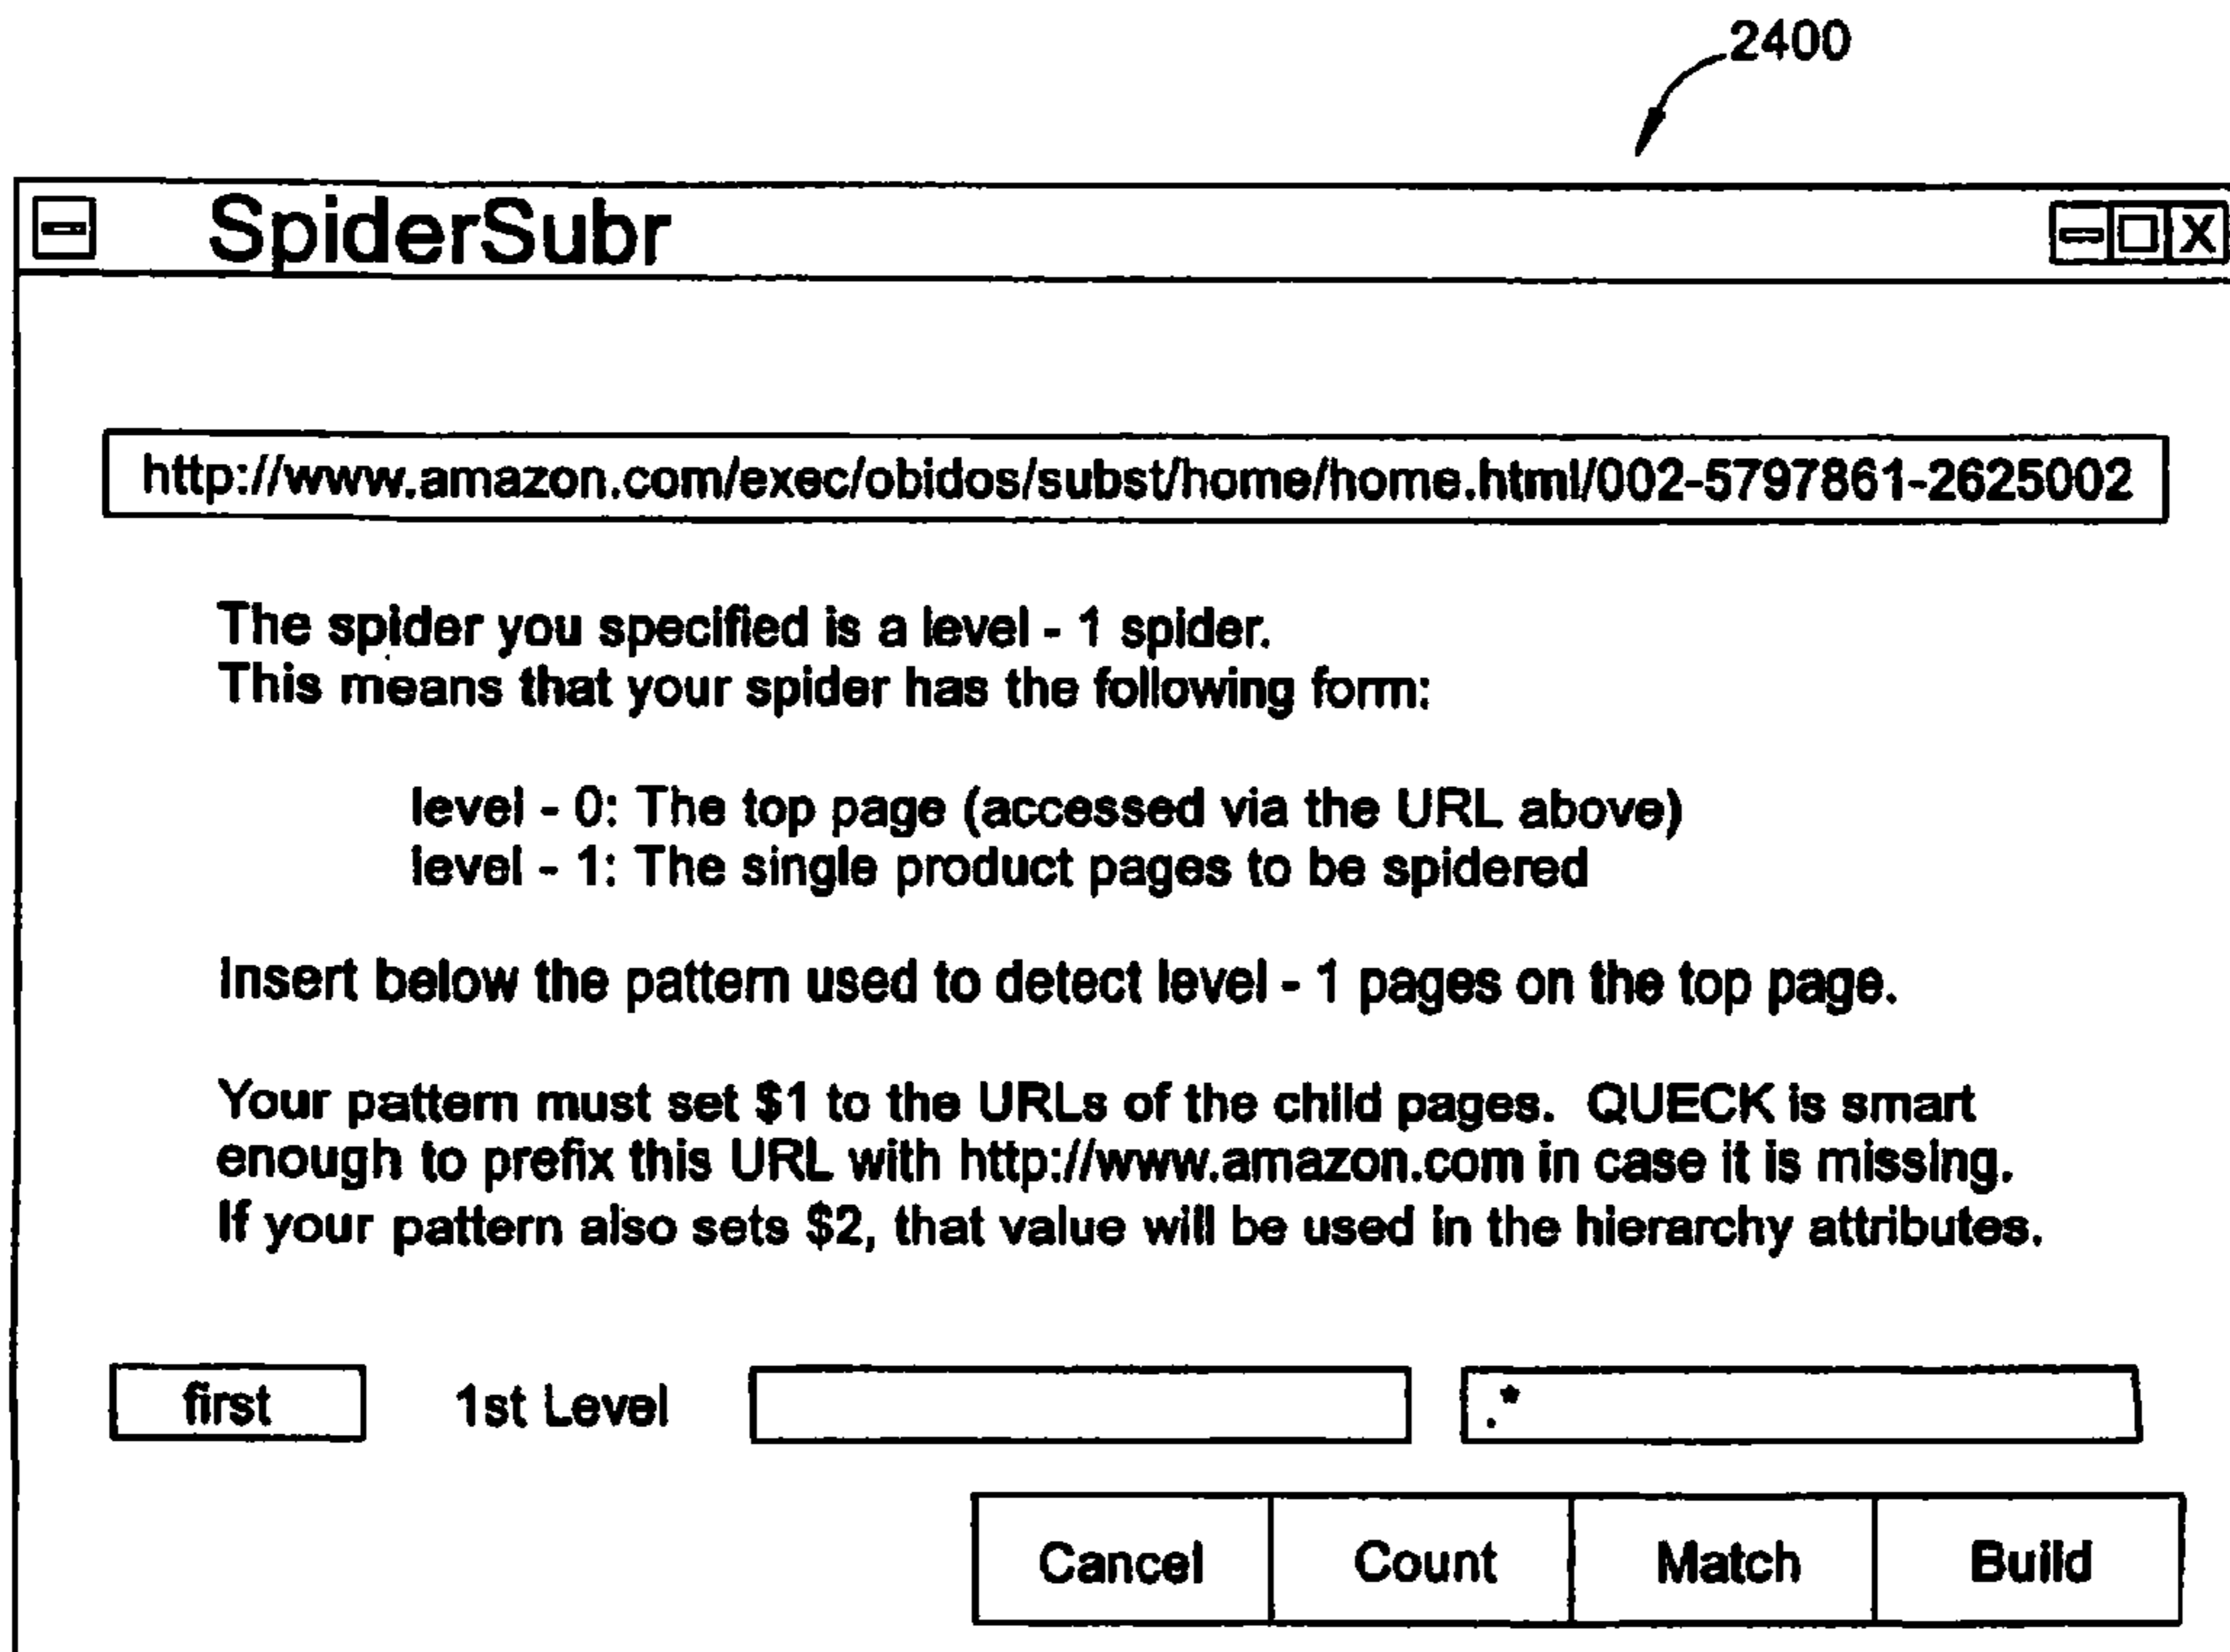 2400
SpiderSubr
X
http://www.amazon.com/exec/obidos/subst/home/home.html/002-5797861-2625002
The spider you specified is a level - 1 spider.
This means that your spider has the following form:
level - 0: The top page (accessed via the URL above)
level - 1: The single product pages to be spidered
Insert below the pattern used to detect level - 1 pages on the top page.
Your pattern must set $1 to the URLs of the child pages. QUECK is smart
enough to prefix this URL with http://www.amazon.com in case it is missing.
If your pattern also sets $2, that value will be used in the hierarchy attributes.
first 1st Level .*
Cancel Count Match Build